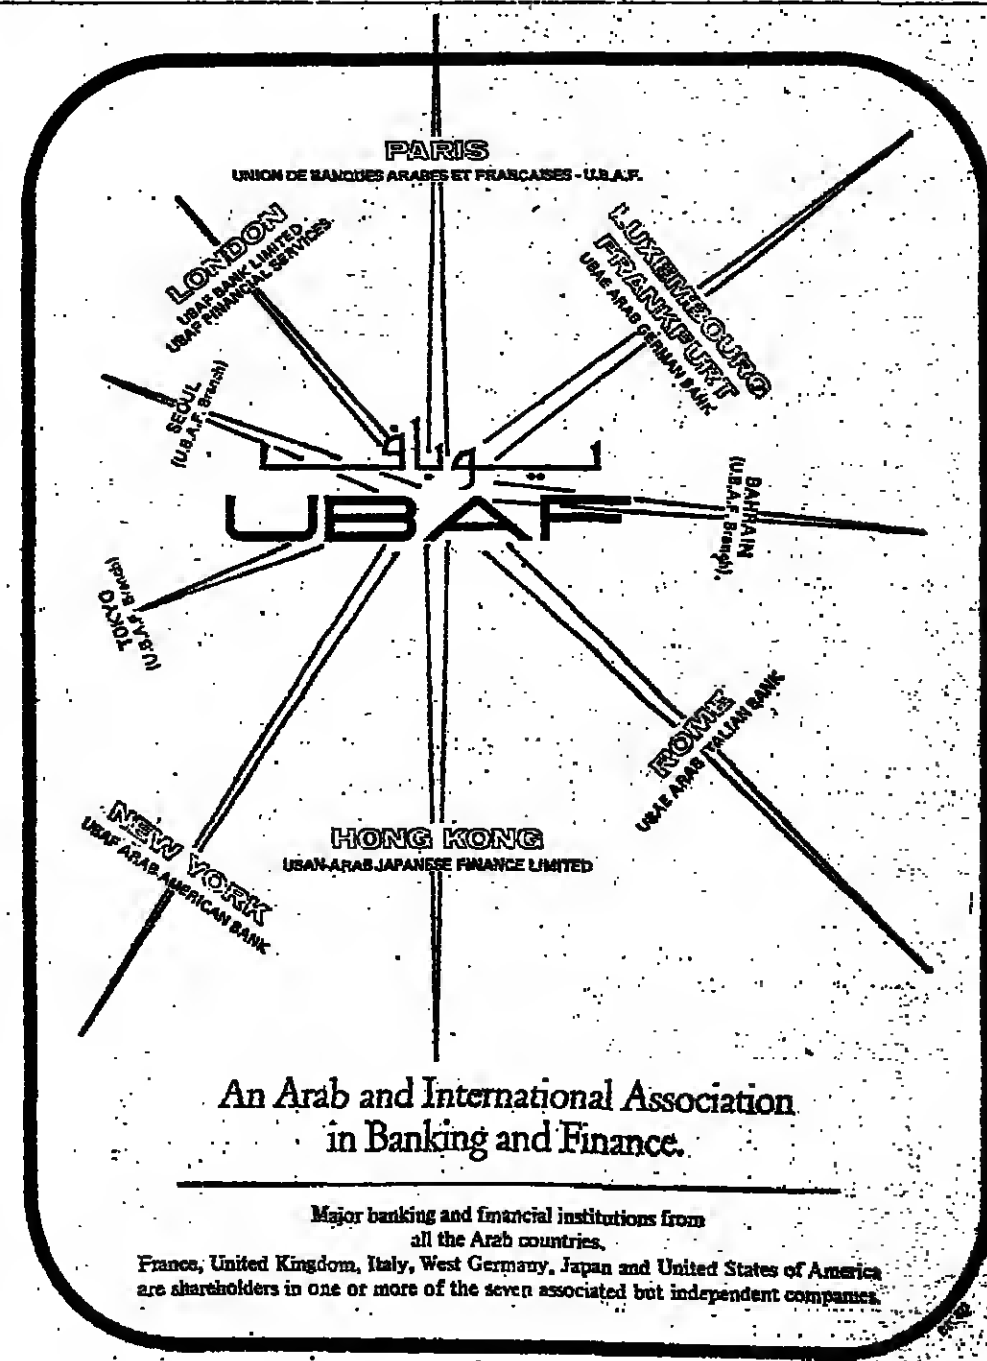 PARIS
UNION DE BANQUES ARABES ET FRANÇAISES - U.B.A.F.
LONDON
UBAF BANK LIMITED
UBAF FINANCIAL SERVICES
LUXEMBOURG
FRANKFURT
UBAE ARAB GERMAN BANK
SEOUL
(U.B.A.F. Branch)
يوباف
UBAF
BAHRAIN
(U.B.A.F. Branch).
TOKYO
(U.B.A.F. Branch)
ROME
UBAE ARAB ITALIAN BANK
NEW YORK
UBAF ARAB AMERICAN BANK
HONG KONG
UBAN-ARAB JAPANESE FINANCE LIMITED
An Arab and International Association
in Banking and Finance.
Major banking and financial institutions from
all the Arab countries,
France, United Kingdom, Italy, West Germany, Japan and United States of America
are shareholders in one or more of the seven associated but independent companies.